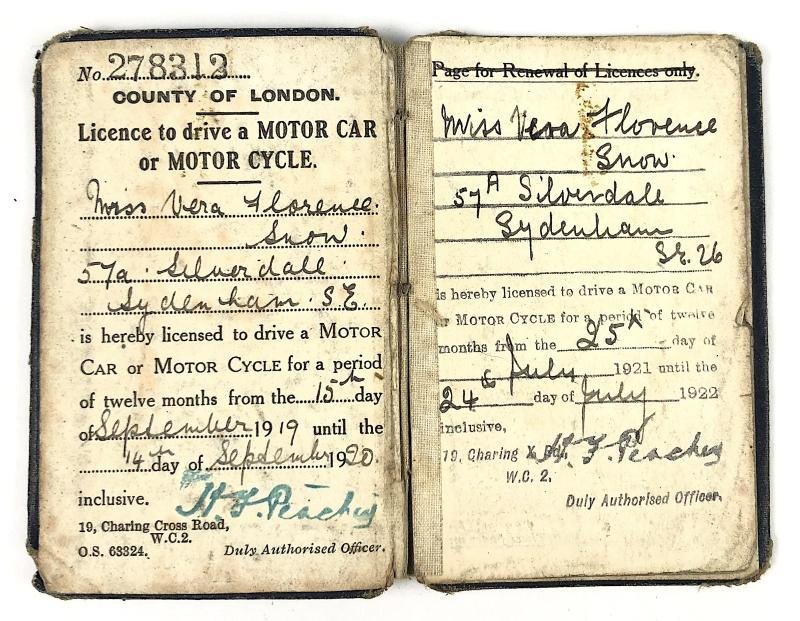 No. 278313
COUNTY OF LONDON.
Licence to drive a MOTOR CAR
or MOTOR CYCLE.
Miss Vera Florence
Snow.
57a. Silverdale
Sydenham. S.E.
is hereby licensed to drive a MOTOR
CAR or MOTOR CYCLE for a period
of twelve months from the 15th day
of September 1919 until the
14th day of September 1920.
inclusive. H. F. Peachey
19, Charing Cross Road,
W.C.2.
O.S. 63324. Duly Authorised Officer.
Page for Renewal of Licences only.
Miss Vera Florence
Snow.
57A Silverdale
Sydenham
S.E. 26
is hereby licensed to drive a MOTOR CAR
or MOTOR CYCLE for a period of twelve
months from the 25th day of
July 1921 until the
24th day of July 1922
inclusive,
19, Charing X Rd, H. F. Peachey
W.C. 2,
Duly Authorised Officer.